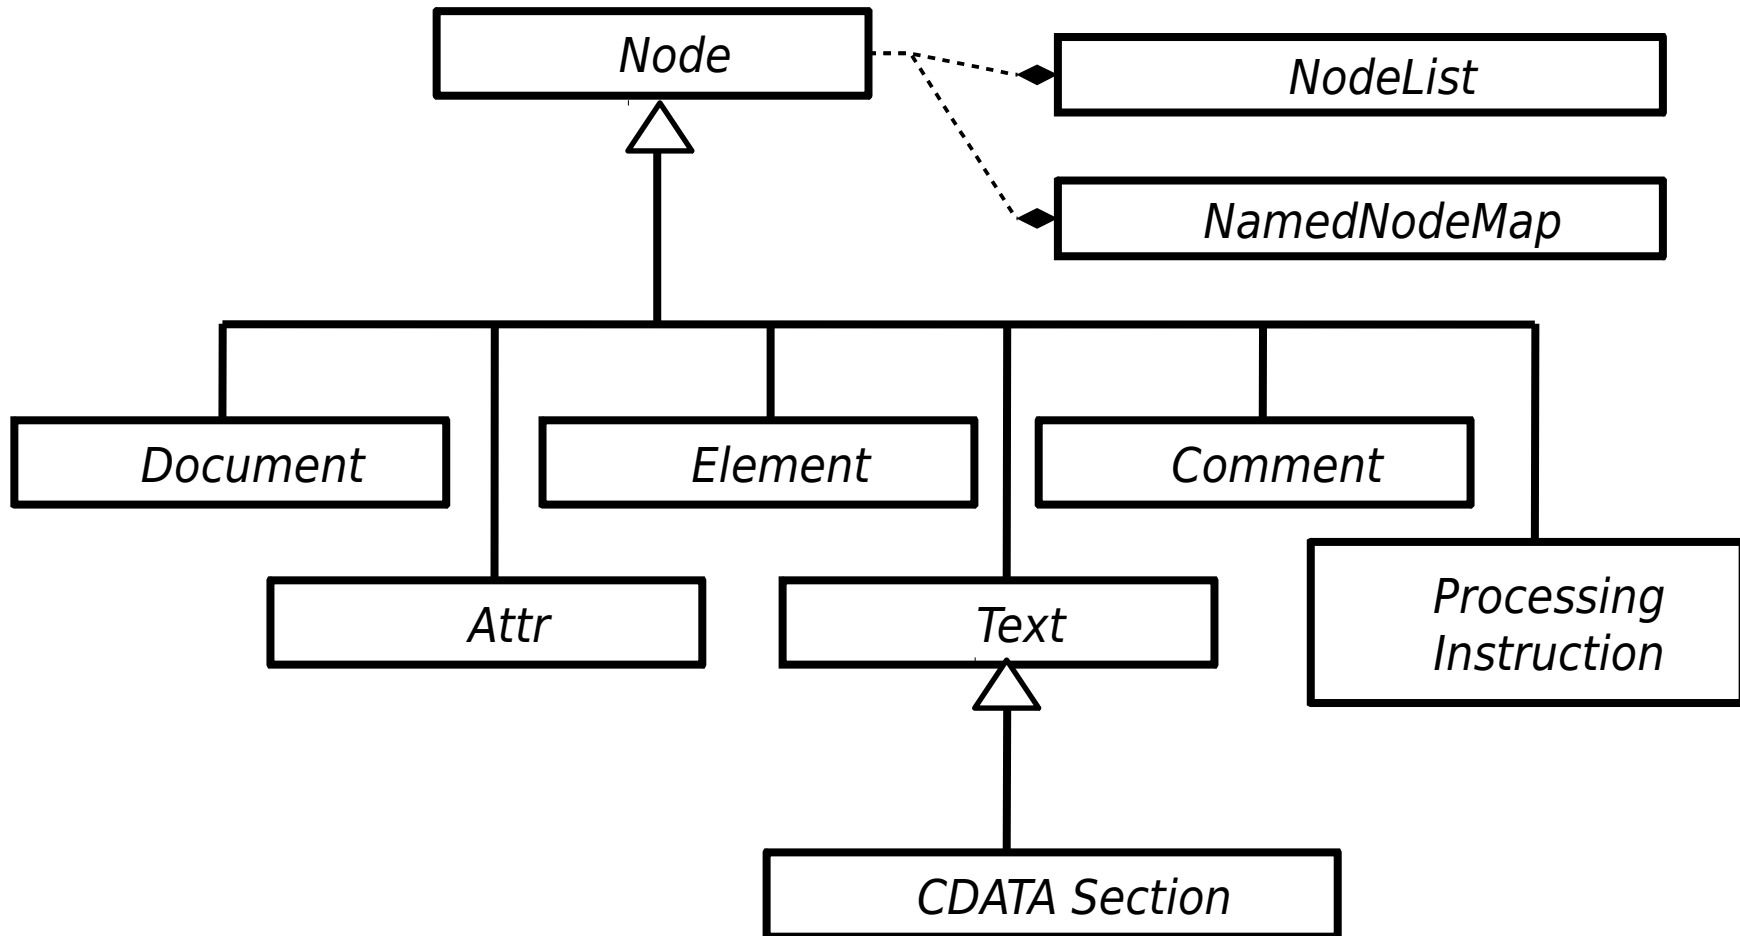 Node
NodeList
NamedNodeMap
Document
Element
Comment
Attr
Text
Processing
Instruction
CDATA Section